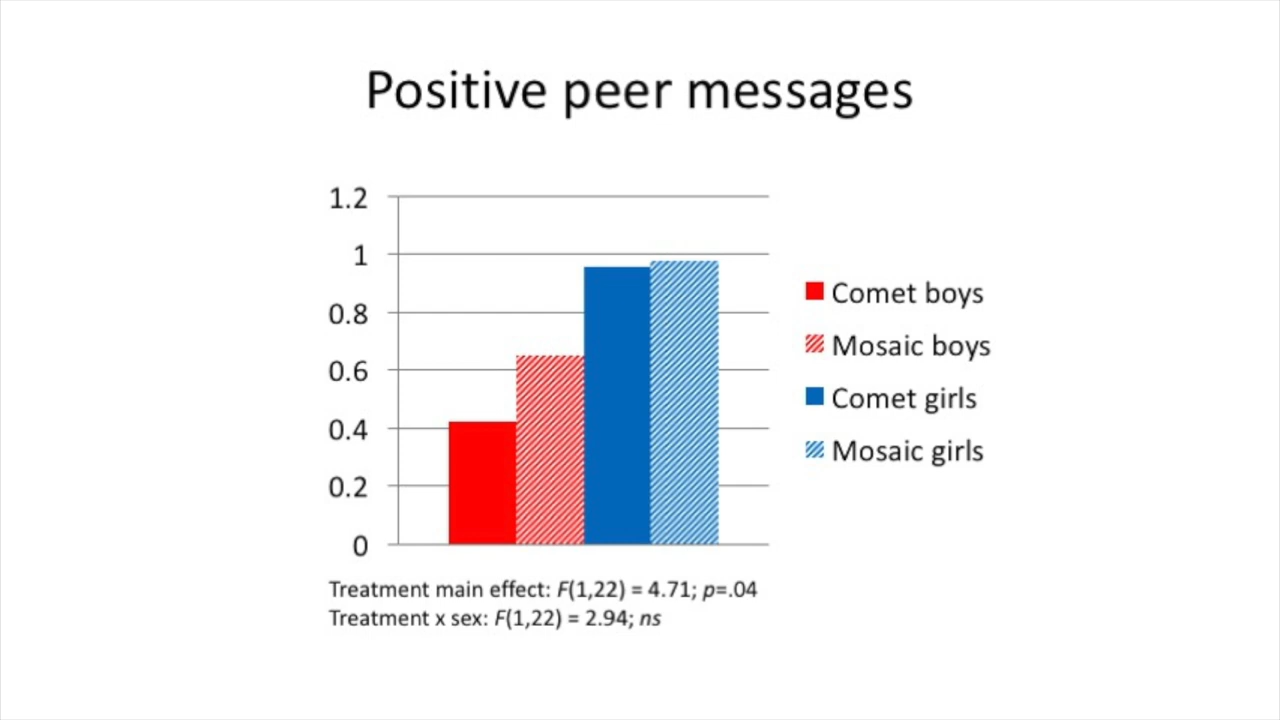 Positive peer messages
1.2
1
0.8
0.6
0.4
0.2
0
Comet boys
Mosaic boys
Comet girls
Mosaic girls
Treatment main effect: F(1,22) = 4.71; p=.04
Treatment x sex: F(1,22) = 2.94; ns